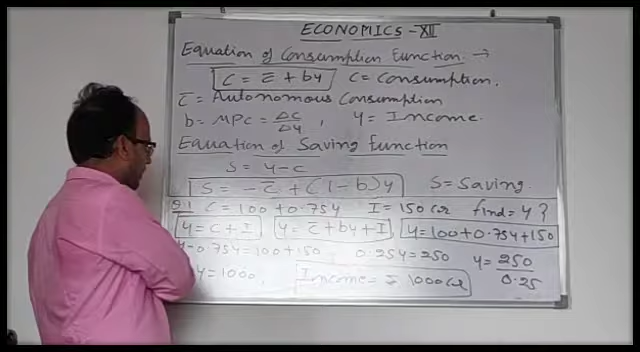 ECONOMICS - XII
Equation of Consumption Function →
C = C̅ + by C = Consumption.
C̅ = Autonomous Consumption
b = MPC = ΔC/ΔY, Y = Income.
Equation of Saving Function
S = Y - C
S = -C̅ + (1 - b)Y S = Saving.
Q.1 C = 100 + 0.75Y I = 150 cr find = Y ?
Y = C + I Y = C̅ + bY + I Y = 100 + 0.75Y + 150
Y - 0.75Y = 100 + 150 0.25Y = 250 Y = 250/0.25
Y = 1000. Income = ₹ 1000 cr